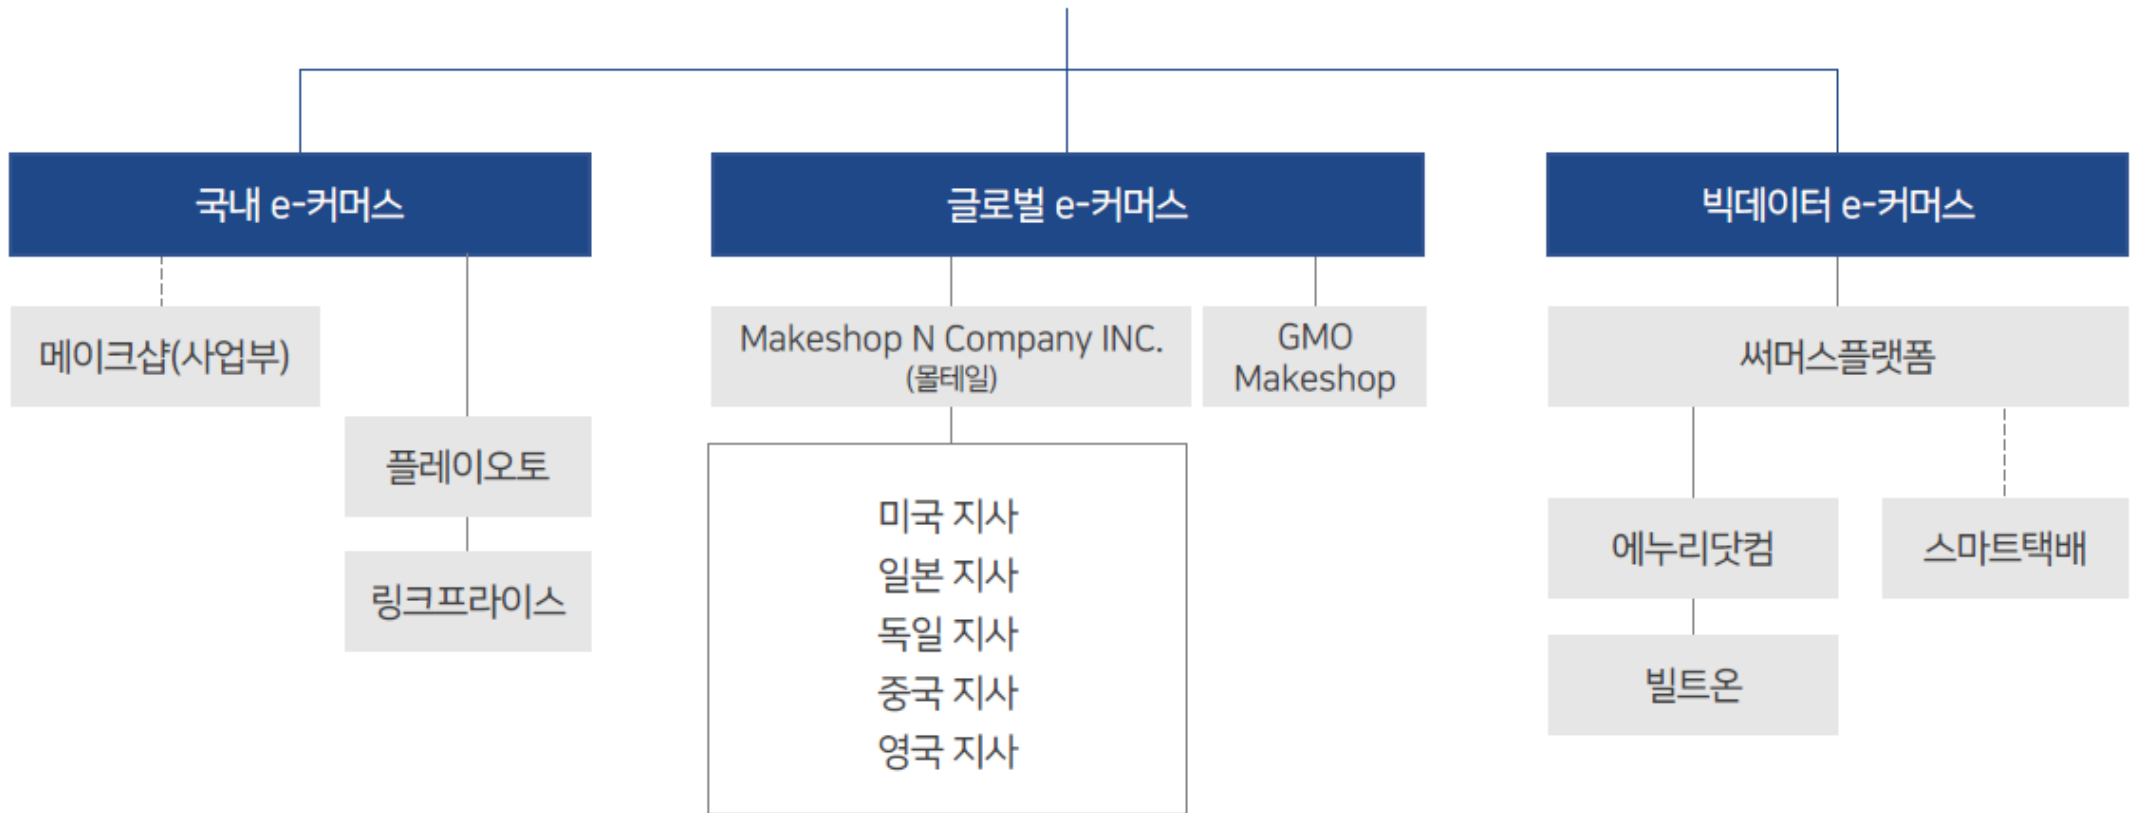 국내 e-커머스
글로벌 e-커머스
빅데이터 e-커머스
메이크샵(사업부)
플레이오토
링크프라이스
Makeshop N Company INC.
(몰테일)
GMO
Makeshop
미국 지사
일본 지사
독일 지사
중국 지사
영국 지사
써머스플랫폼
에누리닷컴
스마트택배
빌트온